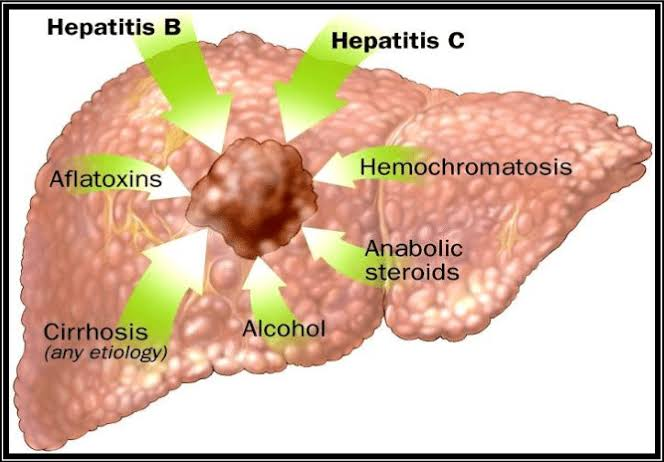 Hepatitis B
Hepatitis C
Aflatoxins
Hemochromatosis
Anabolic
steroids
Cirrhosis
(any etiology)
Alcohol